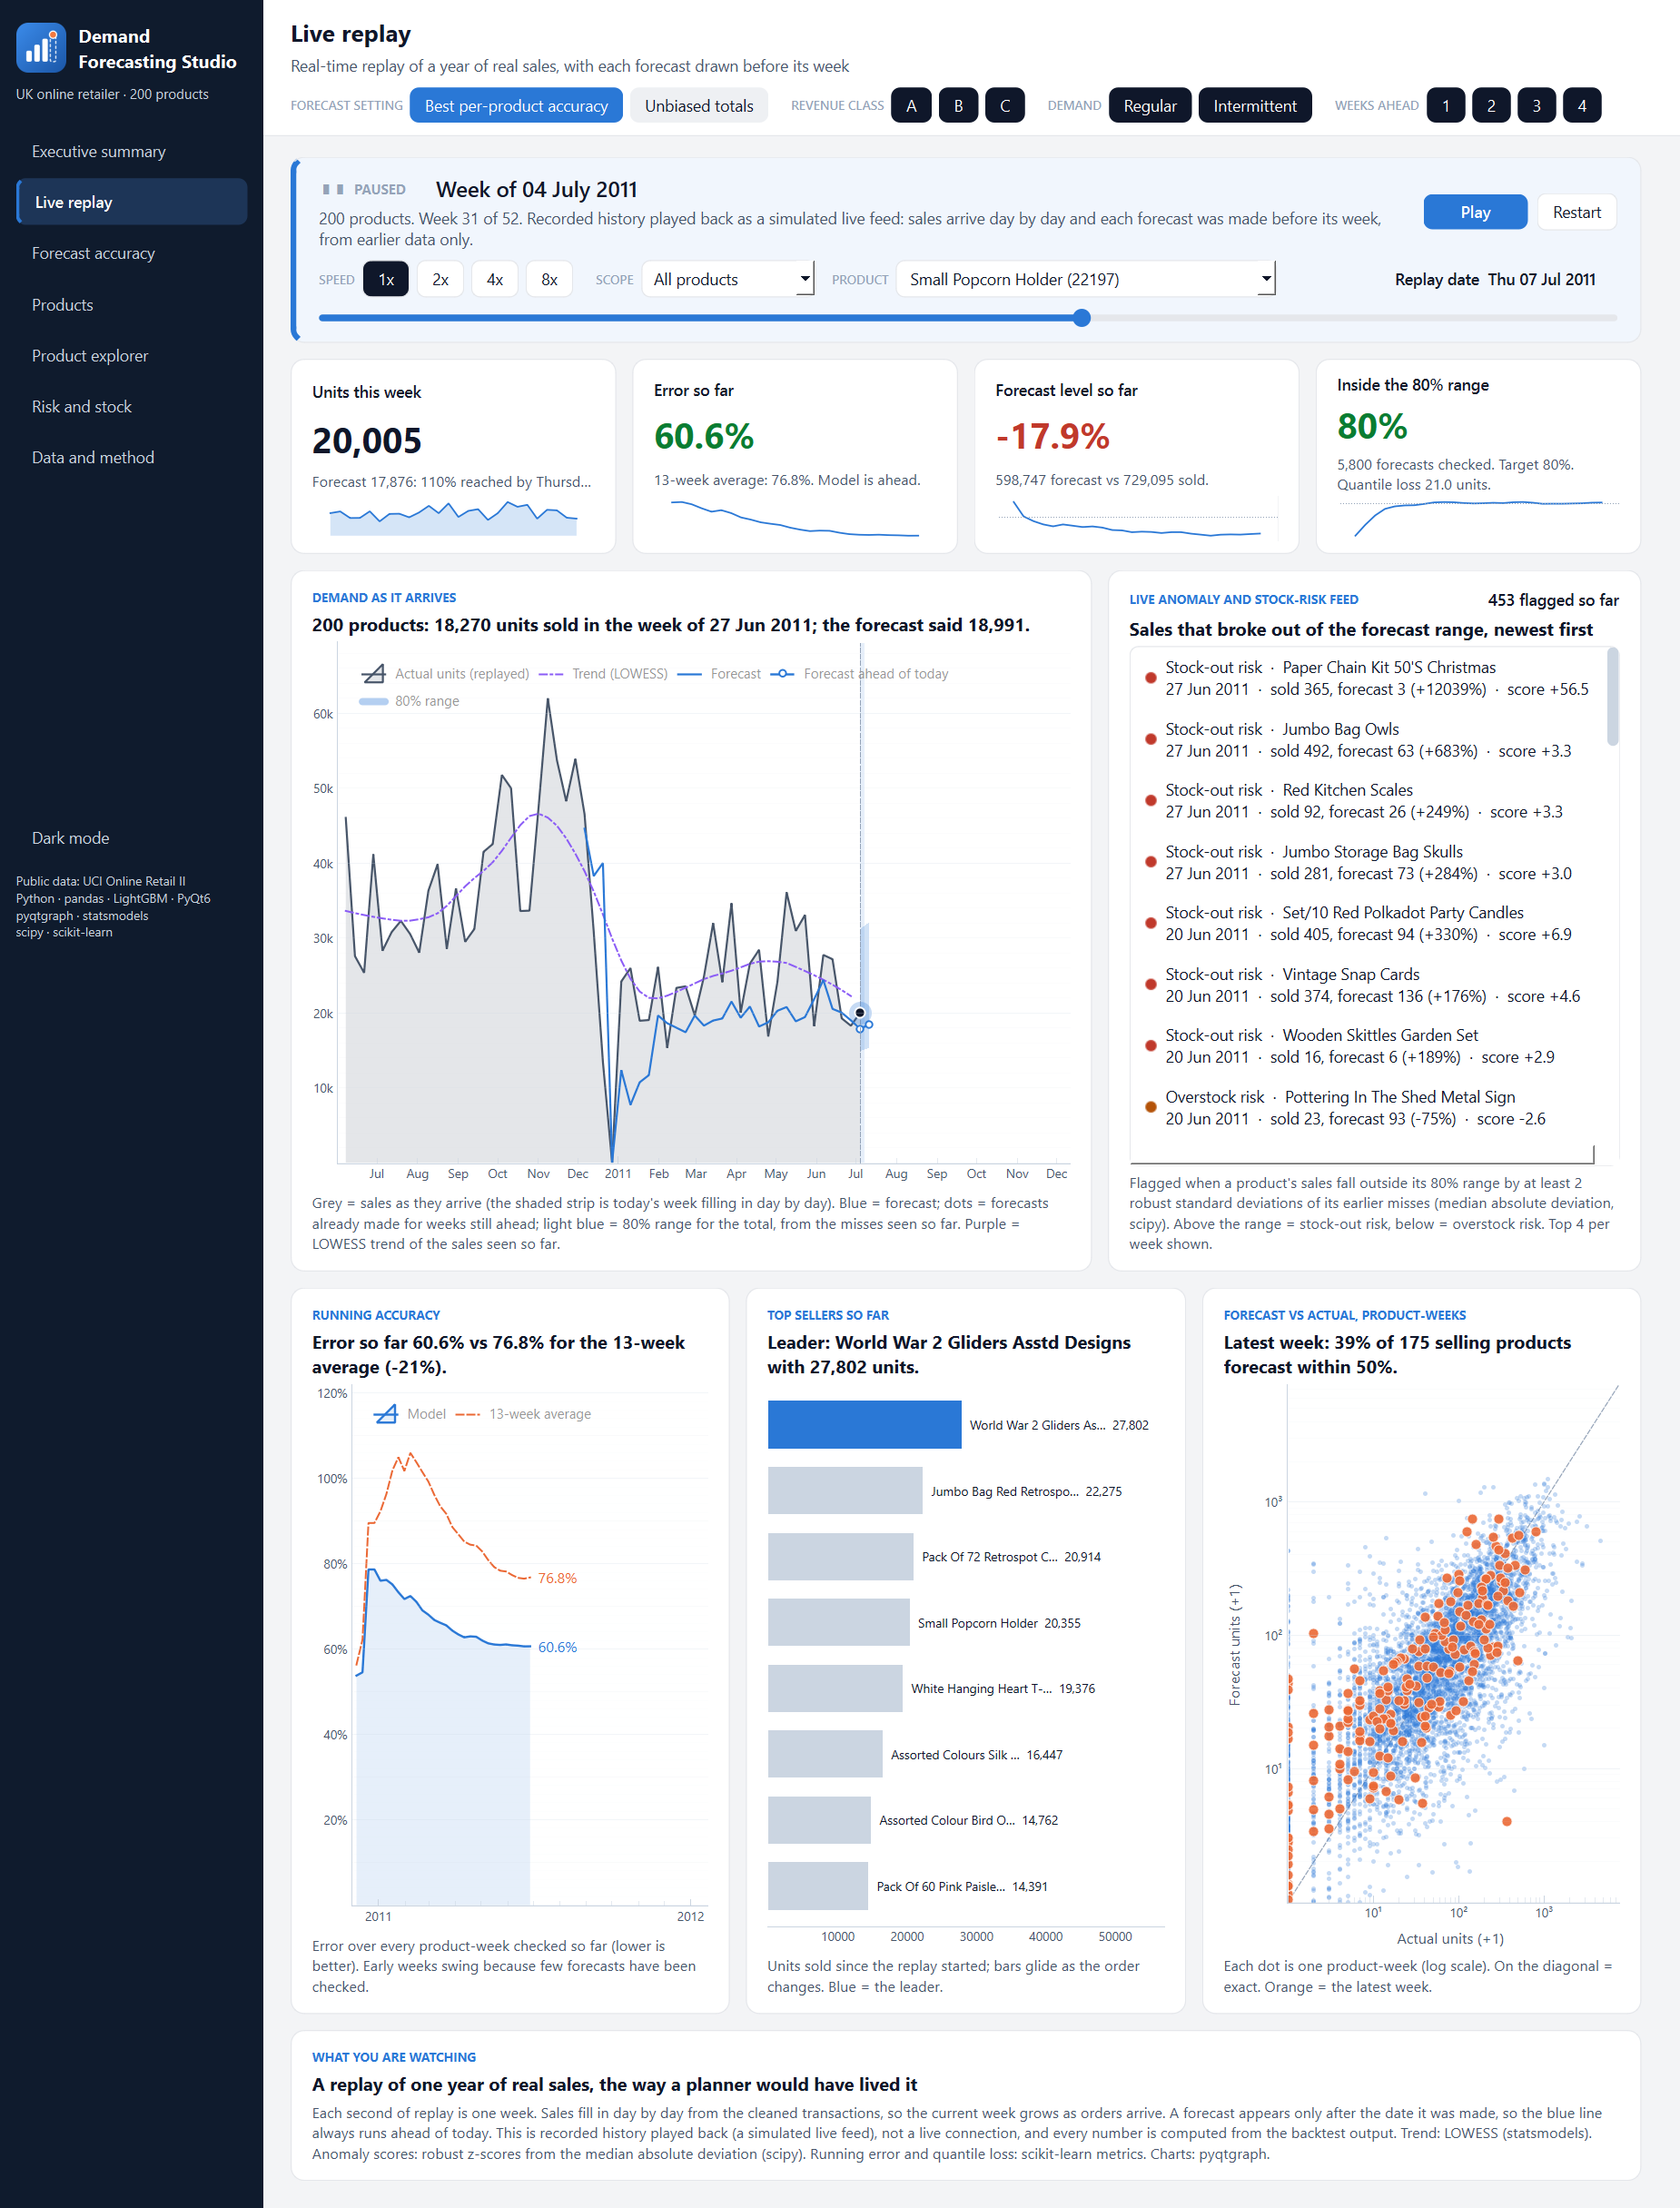 Demand
Forecasting Studio
UK online retailer · 200 products
Executive summary
Live replay
Forecast accuracy
Products
Product explorer
Risk and stock
Data and method
Dark mode
Public data: UCI Online Retail II
Python · pandas · LightGBM · PyQt6
pyqtgraph · statsmodels
scipy · scikit-learn
Live replay
Real-time replay of a year of real sales, with each forecast drawn before its week
FORECAST SETTING Best per-product accuracy Unbiased totals REVENUE CLASS A B C DEMAND Regular Intermittent WEEKS AHEAD 1 2 3 4
PAUSED Week of 04 July 2011
200 products. Week 31 of 52. Recorded history played back as a simulated live feed: sales arrive day by day and each forecast was made before its week,
from earlier data only.
Play Restart
SPEED 1x 2x 4x 8x SCOPE All products PRODUCT Small Popcorn Holder (22197) Replay date Thu 07 Jul 2011
Units this week
20,005
Forecast 17,876: 110% reached by Thursd...
Error so far
60.6%
13-week average: 76.8%. Model is ahead.
Forecast level so far
-17.9%
598,747 forecast vs 729,095 sold.
Inside the 80% range
80%
5,800 forecasts checked. Target 80%.
Quantile loss 21.0 units.
DEMAND AS IT ARRIVES
200 products: 18,270 units sold in the week of 27 Jun 2011; the forecast said 18,991.
Actual units (replayed) Trend (LOWESS) Forecast Forecast ahead of today
80% range
60k
50k
40k
30k
20k
10k
Jul Aug Sep Oct Nov Dec 2011 Feb Mar Apr May Jun Jul Aug Sep Oct Nov Dec
Grey = sales as they arrive (the shaded strip is today's week filling in day by day). Blue = forecast; dots = forecasts
already made for weeks still ahead; light blue = 80% range for the total, from the misses seen so far. Purple =
LOWESS trend of the sales seen so far.
LIVE ANOMALY AND STOCK-RISK FEED 453 flagged so far
Sales that broke out of the forecast range, newest first
Stock-out risk · Paper Chain Kit 50'S Christmas
27 Jun 2011 · sold 365, forecast 3 (+12039%) · score +56.5
Stock-out risk · Jumbo Bag Owls
27 Jun 2011 · sold 492, forecast 63 (+683%) · score +3.3
Stock-out risk · Red Kitchen Scales
27 Jun 2011 · sold 92, forecast 26 (+249%) · score +3.3
Stock-out risk · Jumbo Storage Bag Skulls
27 Jun 2011 · sold 281, forecast 73 (+284%) · score +3.0
Stock-out risk · Set/10 Red Polkadot Party Candles
20 Jun 2011 · sold 405, forecast 94 (+330%) · score +6.9
Stock-out risk · Vintage Snap Cards
20 Jun 2011 · sold 374, forecast 136 (+176%) · score +4.6
Stock-out risk · Wooden Skittles Garden Set
20 Jun 2011 · sold 16, forecast 6 (+189%) · score +2.9
Overstock risk · Pottering In The Shed Metal Sign
20 Jun 2011 · sold 23, forecast 93 (-75%) · score -2.6
Flagged when a product's sales fall outside its 80% range by at least 2
robust standard deviations of its earlier misses (median absolute deviation,
scipy). Above the range = stock-out risk, below = overstock risk. Top 4 per
week shown.
RUNNING ACCURACY
Error so far 60.6% vs 76.8% for the 13-week
average (-21%).
Model 13-week average
120%
100%
80%
60%
40%
20%
76.8%
60.6%
2011 2012
Error over every product-week checked so far (lower is
better). Early weeks swing because few forecasts have been
checked.
TOP SELLERS SO FAR
Leader: World War 2 Gliders Asstd Designs
with 27,802 units.
World War 2 Gliders As... 27,802
Jumbo Bag Red Retrospo... 22,275
Pack Of 72 Retrospot C... 20,914
Small Popcorn Holder 20,355
White Hanging Heart T-... 19,376
Assorted Colours Silk ... 16,447
Assorted Colour Bird O... 14,762
Pack Of 60 Pink Paisle... 14,391
10000 20000 30000 40000 50000
Units sold since the replay started; bars glide as the order
changes. Blue = the leader.
FORECAST VS ACTUAL, PRODUCT-WEEKS
Latest week: 39% of 175 selling products
forecast within 50%.
Forecast units (+1)
10³
10²
10¹
10¹ 10² 10³
Actual units (+1)
Each dot is one product-week (log scale). On the diagonal =
exact. Orange = the latest week.
WHAT YOU ARE WATCHING
A replay of one year of real sales, the way a planner would have lived it
Each second of replay is one week. Sales fill in day by day from the cleaned transactions, so the current week grows as orders arrive. A forecast appears only after the date it was made, so the blue line
always runs ahead of today. This is recorded history played back (a simulated live feed), not a live connection, and every number is computed from the backtest output. Trend: LOWESS (statsmodels).
Anomaly scores: robust z-scores from the median absolute deviation (scipy). Running error and quantile loss: scikit-learn metrics. Charts: pyqtgraph.